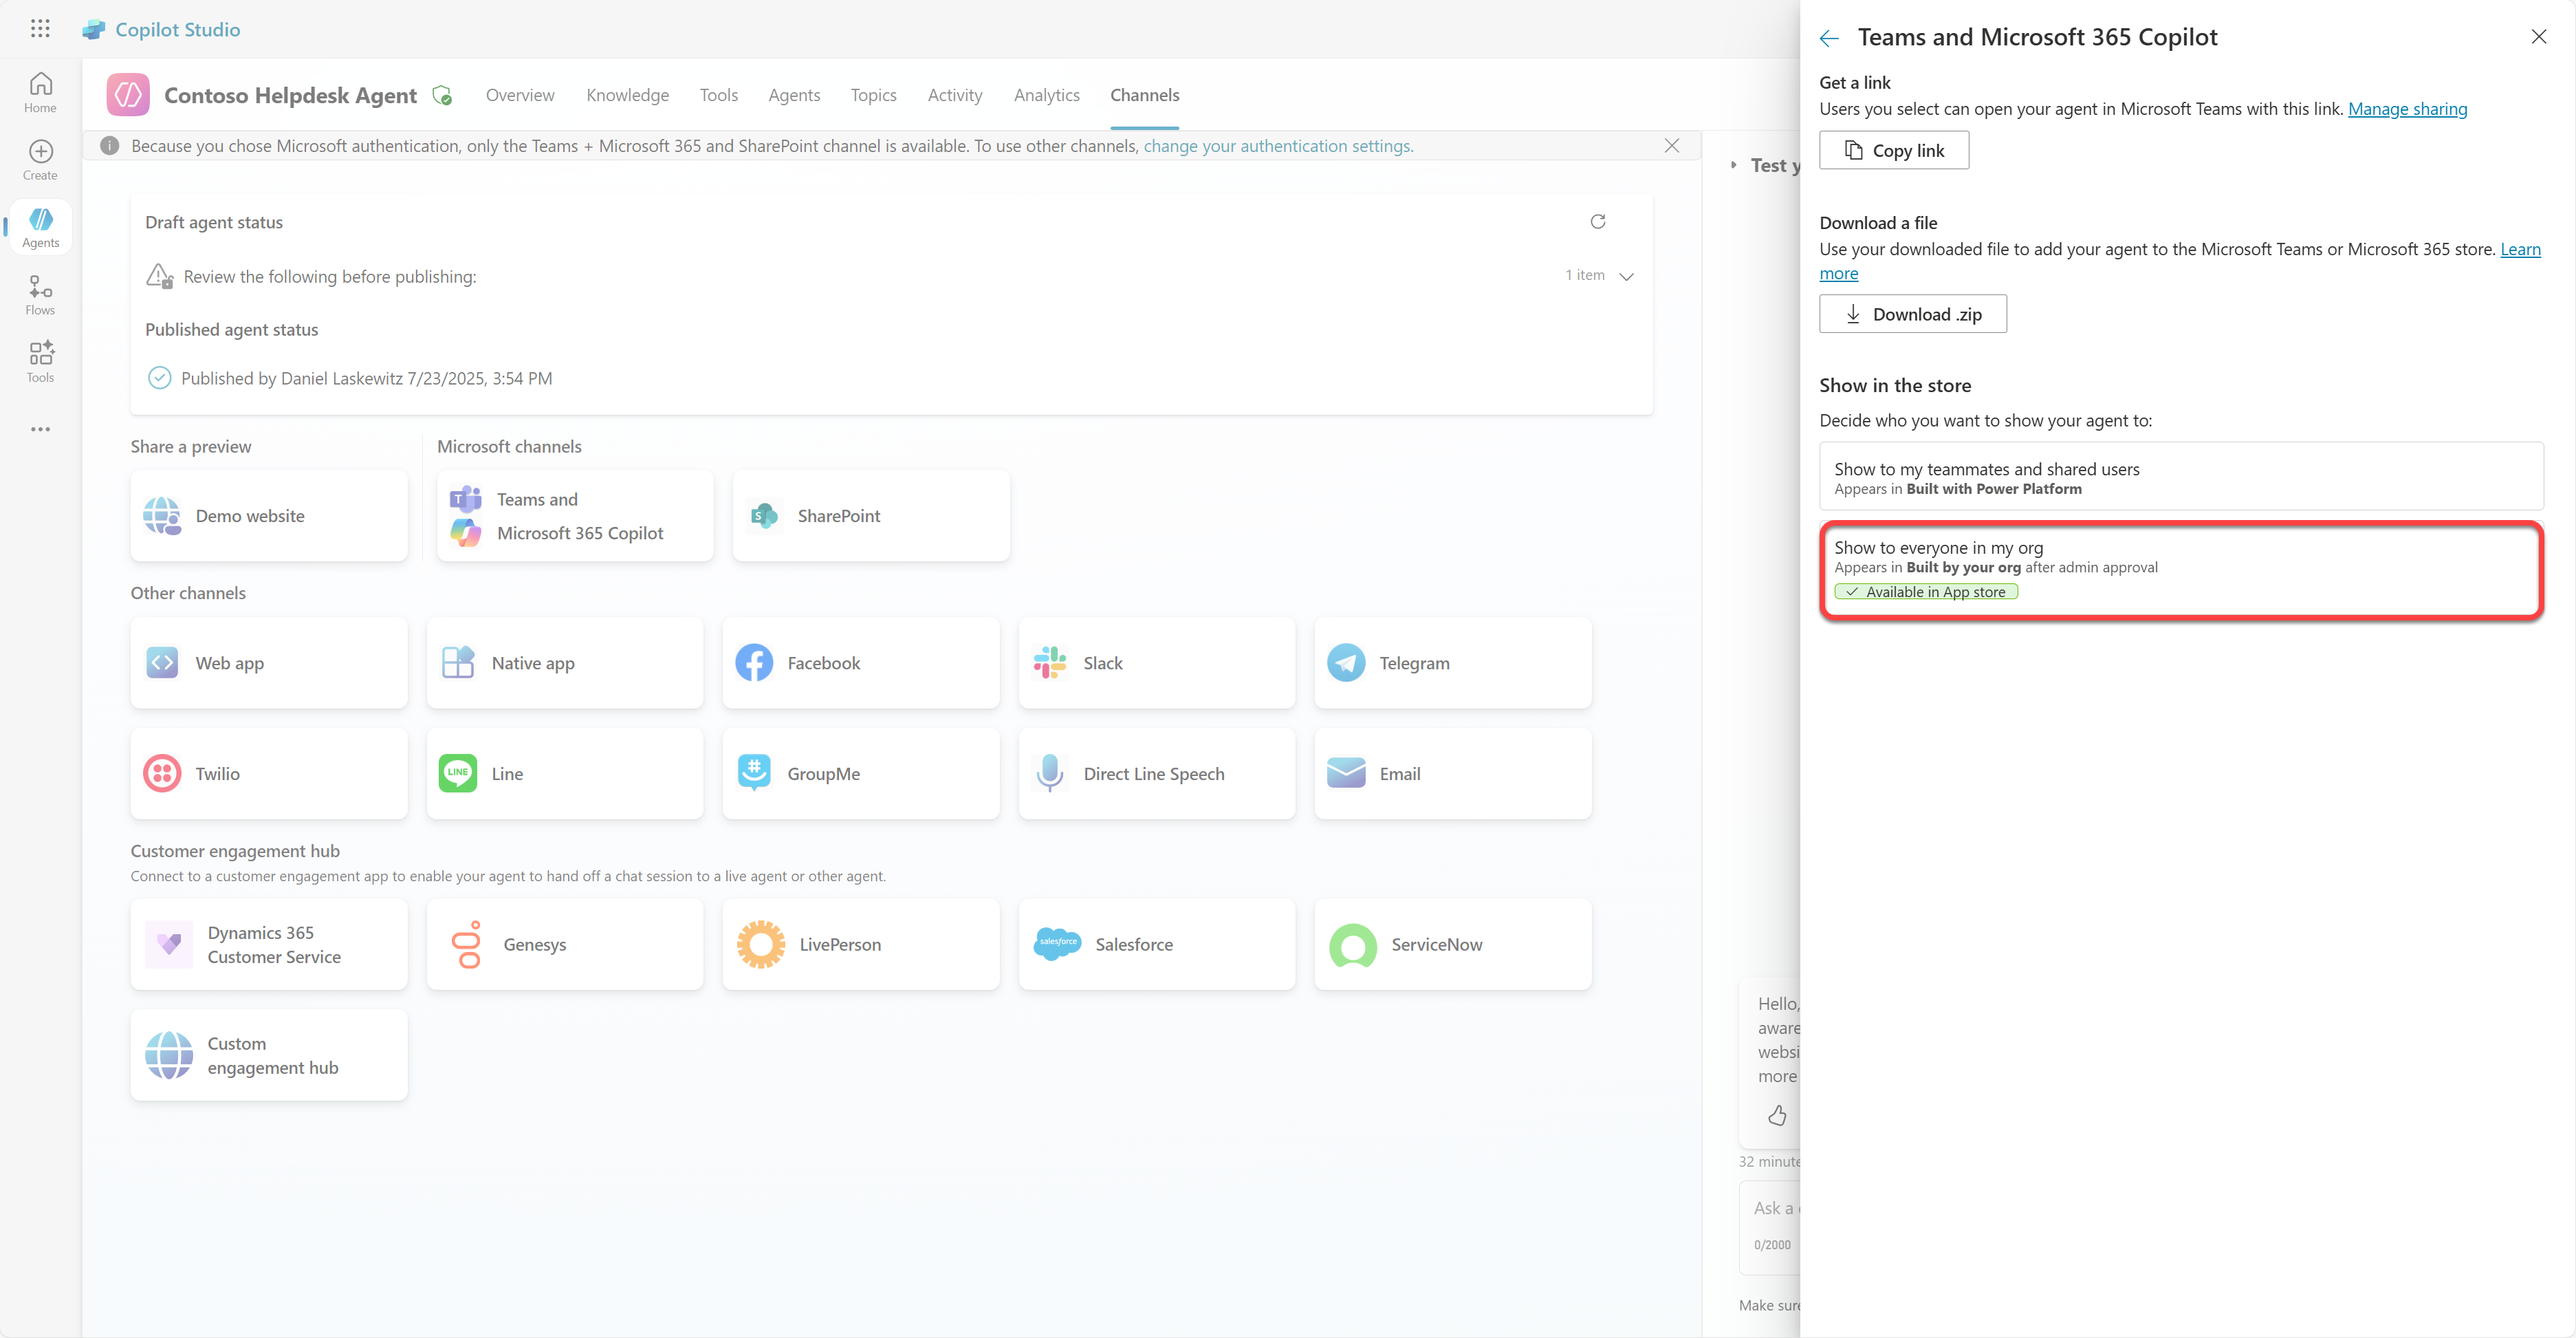 Copilot Studio
Home
Create
Agents
Flows
Tools
Contoso Helpdesk Agent
Overview
Knowledge
Tools
Agents
Topics
Activity
Analytics
Channels
Because you chose Microsoft authentication, only the Teams + Microsoft 365 and SharePoint channel is available. To use other channels, change your authentication settings.
Draft agent status
Review the following before publishing:
1 item
Published agent status
Published by Daniel Laskewitz 7/23/2025, 3:54 PM
Share a preview
Microsoft channels
Demo website
T
Teams and
Microsoft 365 Copilot
S
SharePoint
Other channels
Web app
Native app
Facebook
Slack
Telegram
Twilio
LINE
Line
GroupMe
Direct Line Speech
Email
Customer engagement hub
Connect to a customer engagement app to enable your agent to hand off a chat session to a live agent or other agent.
Dynamics 365
Customer Service
Genesys
LivePerson
salesforce
Salesforce
ServiceNow
Custom
engagement hub
Test y
Hello,
aware
websi
more
32 minute
Ask a
0/2000
Make sure
Teams and Microsoft 365 Copilot
Get a link
Users you select can open your agent in Microsoft Teams with this link. Manage sharing
Copy link
Download a file
Use your downloaded file to add your agent to the Microsoft Teams or Microsoft 365 store. Learn
more
Download .zip
Show in the store
Decide who you want to show your agent to:
Show to my teammates and shared users
Appears in Built with Power Platform
Show to everyone in my org
Appears in Built by your org after admin approval
Available in App store